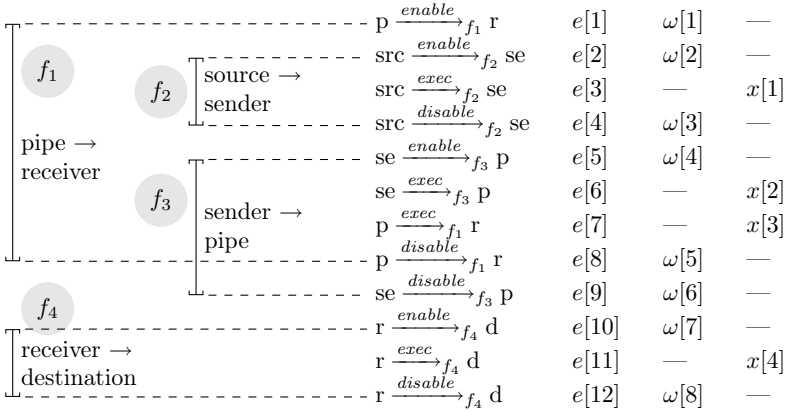 p enable→f1 r e[1] ω[1] —
f1
src enable→f2 se e[2] ω[2] —
f2 source →
sender
src exec→f2 se e[3] — x[1]
src disable→f2 se e[4] ω[3] —
pipe →
receiver
se enable→f3 p e[5] ω[4] —
f3
se exec→f3 p e[6] — x[2]
sender →
pipe
p exec→f1 r e[7] — x[3]
p disable→f1 r e[8] ω[5] —
se disable→f3 p e[9] ω[6] —
f4
r enable→f4 d e[10] ω[7] —
receiver →
destination
r exec→f4 d e[11] — x[4]
r disable→f4 d e[12] ω[8] —